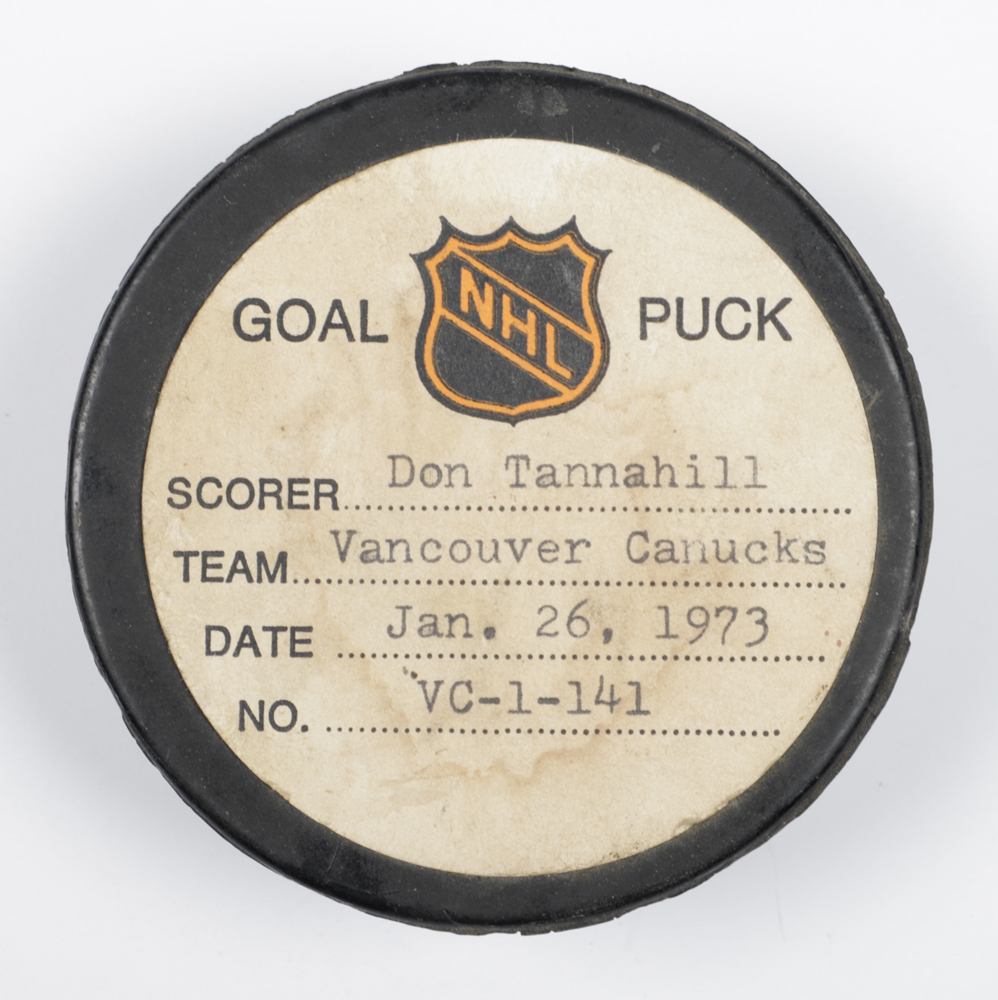 GOAL NHL PUCK
SCORER Don Tannahill
TEAM Vancouver Canucks
DATE Jan. 26, 1973
NO. VC-1-141